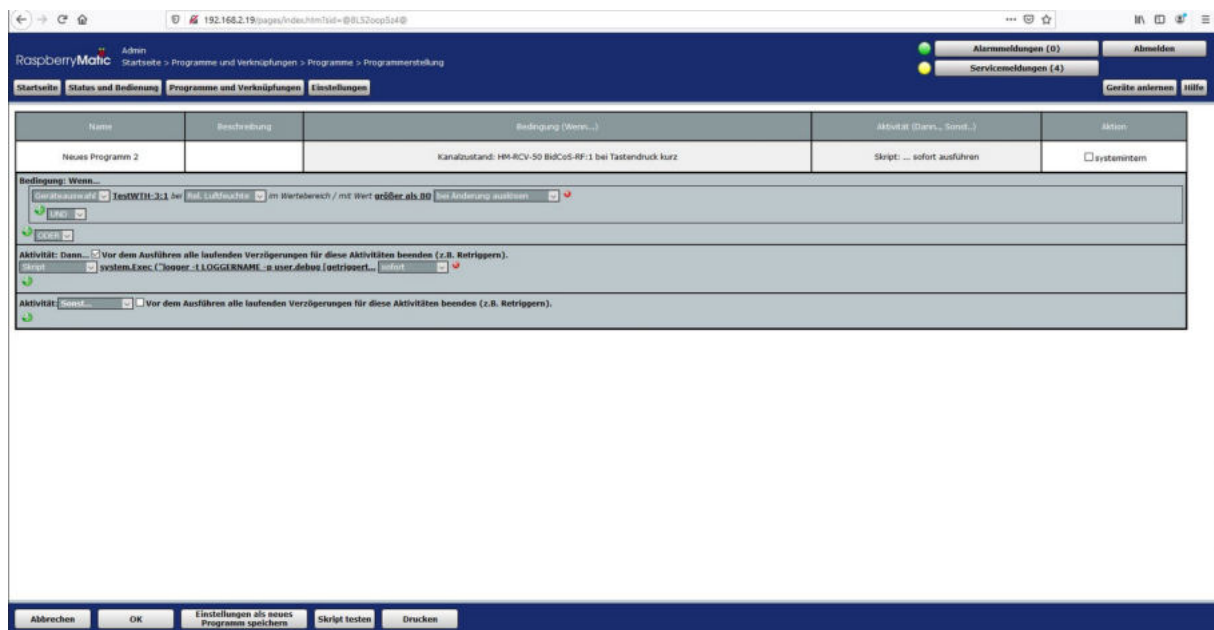 192.168.2.19/pages/index.htm?sid=
Admin
RaspberryMatic Startseite > Programme und Verknüpfungen > Programme > Programmerstellung
Alarmmeldungen (0) Abmelden
Servicemeldungen (4)
Startseite Status und Bedienung Programme und Verknüpfungen Einstellungen Geräte anlernen Hilfe
Name Beschreibung Bedingung (Wenn...) Aktivität (Dann.., Sonst..) Aktion
Neues Programm 2 Kanalzustand: HM-RCV-50 BidCoS-RF:1 bei Tastendruck kurz Skript: ... sofort ausführen systemintern
Bedingung: Wenn...
Geräteauswahl TestWTH-3:1 bei Rel. Luftfeuchte im Wertebereich / mit Wert größer als 80 bei Änderung auslösen
UND
ODER
Aktivität: Dann... Vor dem Ausführen alle laufenden Verzögerungen für diese Aktivitäten beenden (z.B. Retriggern).
Skript system.Exec ("logger -t LOGGERNAME -p user.debug [getriggert... sofort
Aktivität: Sonst... Vor dem Ausführen alle laufenden Verzögerungen für diese Aktivitäten beenden (z.B. Retriggern).
Abbrechen OK Einstellungen als neues Programm speichern Skript testen Drucken